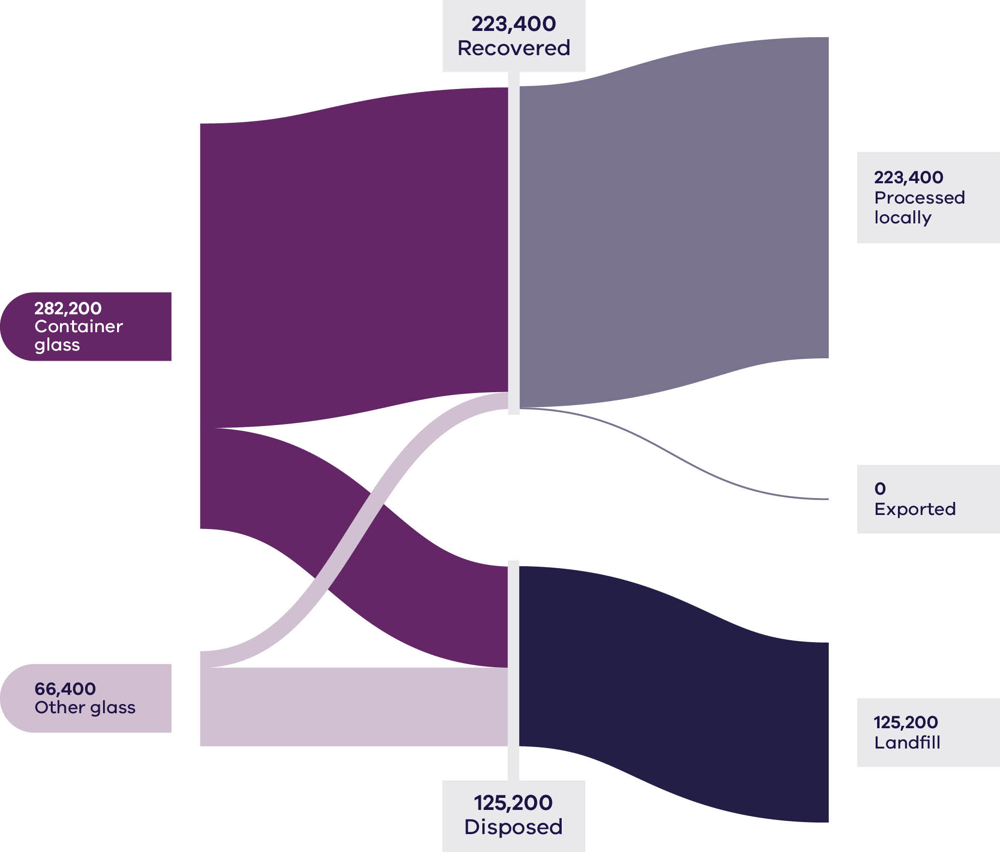 223,400
Recovered
223,400
Processed
locally
282,200
Container
glass
0
Exported
66,400
Other glass
125,200
Landfill
125,200
Disposed